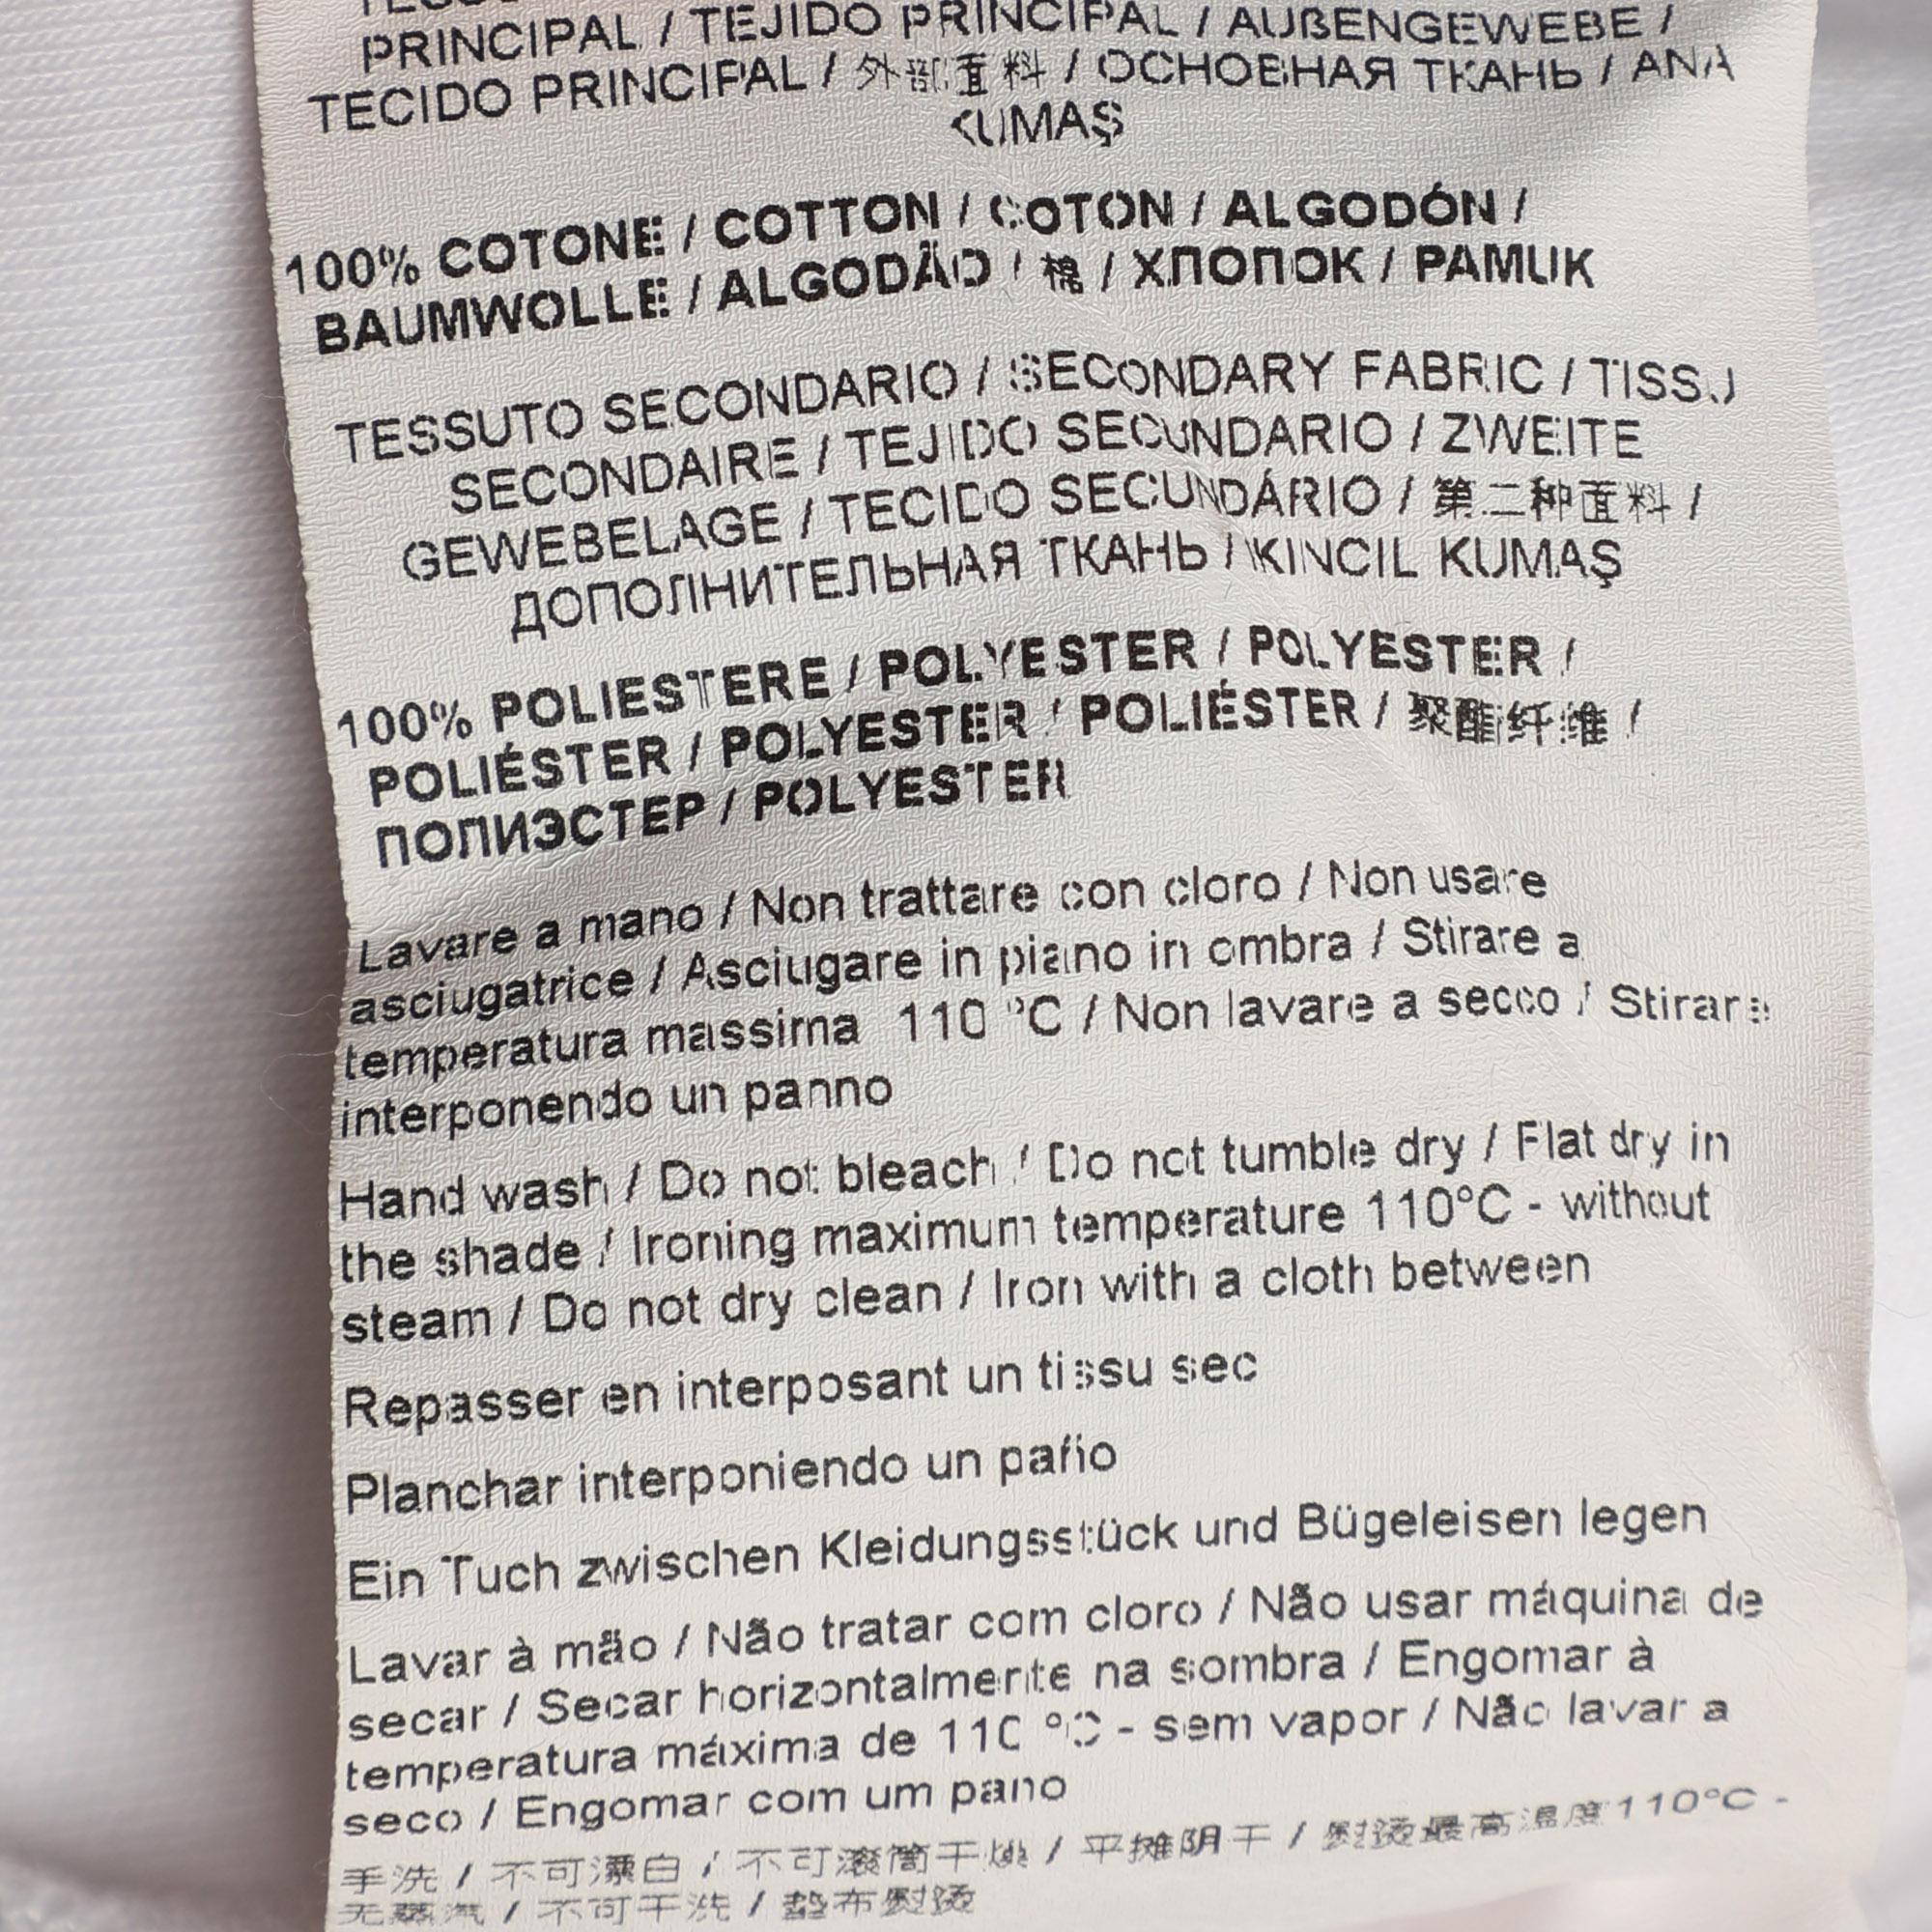 PRINCIPAL / TEJIDO PRINCIPAL / AUßENGEWEBE /
TECIDO PRINCIPAL / 外部面料 / ОСНОВНАЯ ТКАНЬ / ANA
KUMAŞ
100% COTONE / COTTON / COTON / ALGODÓN /
BAUMWOLLE / ALGODÃO / 棉 / ХЛОПОК / PAMUK
TESSUTO SECONDARIO / SECONDARY FABRIC / TISSU
SECONDAIRE / TEJIDO SECUNDARIO / ZWEITE
GEWEBELAGE / TECIDO SECUNDÁRIO / 第二种面料 /
ДОПОЛНИТЕЛЬНАЯ ТКАНЬ / KINCIL KUMAŞ
100% POLIESTERE / POLYESTER / POLYESTER /
POLIÉSTER / POLYESTER / POLIÉSTER / 聚酯纤维 /
ПОЛИЭСТЕР / POLYESTER
Lavare a mano / Non trattare con cloro / Non usare
asciugatrice / Asciugare in piano in ombra / Stirare a
temperatura massima 110 °C / Non lavare a secco / Stirare
interponendo un panno
Hand wash / Do not bleach / Do not tumble dry / Flat dry in
the shade / Ironing maximum temperature 110°C - without
steam / Do not dry clean / Iron with a cloth between
Repasser en interposant un tissu sec
Planchar interponiendo un paño
Ein Tuch zwischen Kleidungsstück und Bügeleisen legen
Lavar à mão / Não tratar com cloro / Não usar máquina de
secar / Secar horizontalmente na sombra / Engomar à
temperatura máxima de 110 °C - sem vapor / Não lavar a
seco / Engomar com um pano
手洗 / 不可漂白 / 不可滚筒干燥 / 平摊阴干 / 熨烫最高温度110°C -
无蒸汽 / 不可干洗 / 垫布熨烫